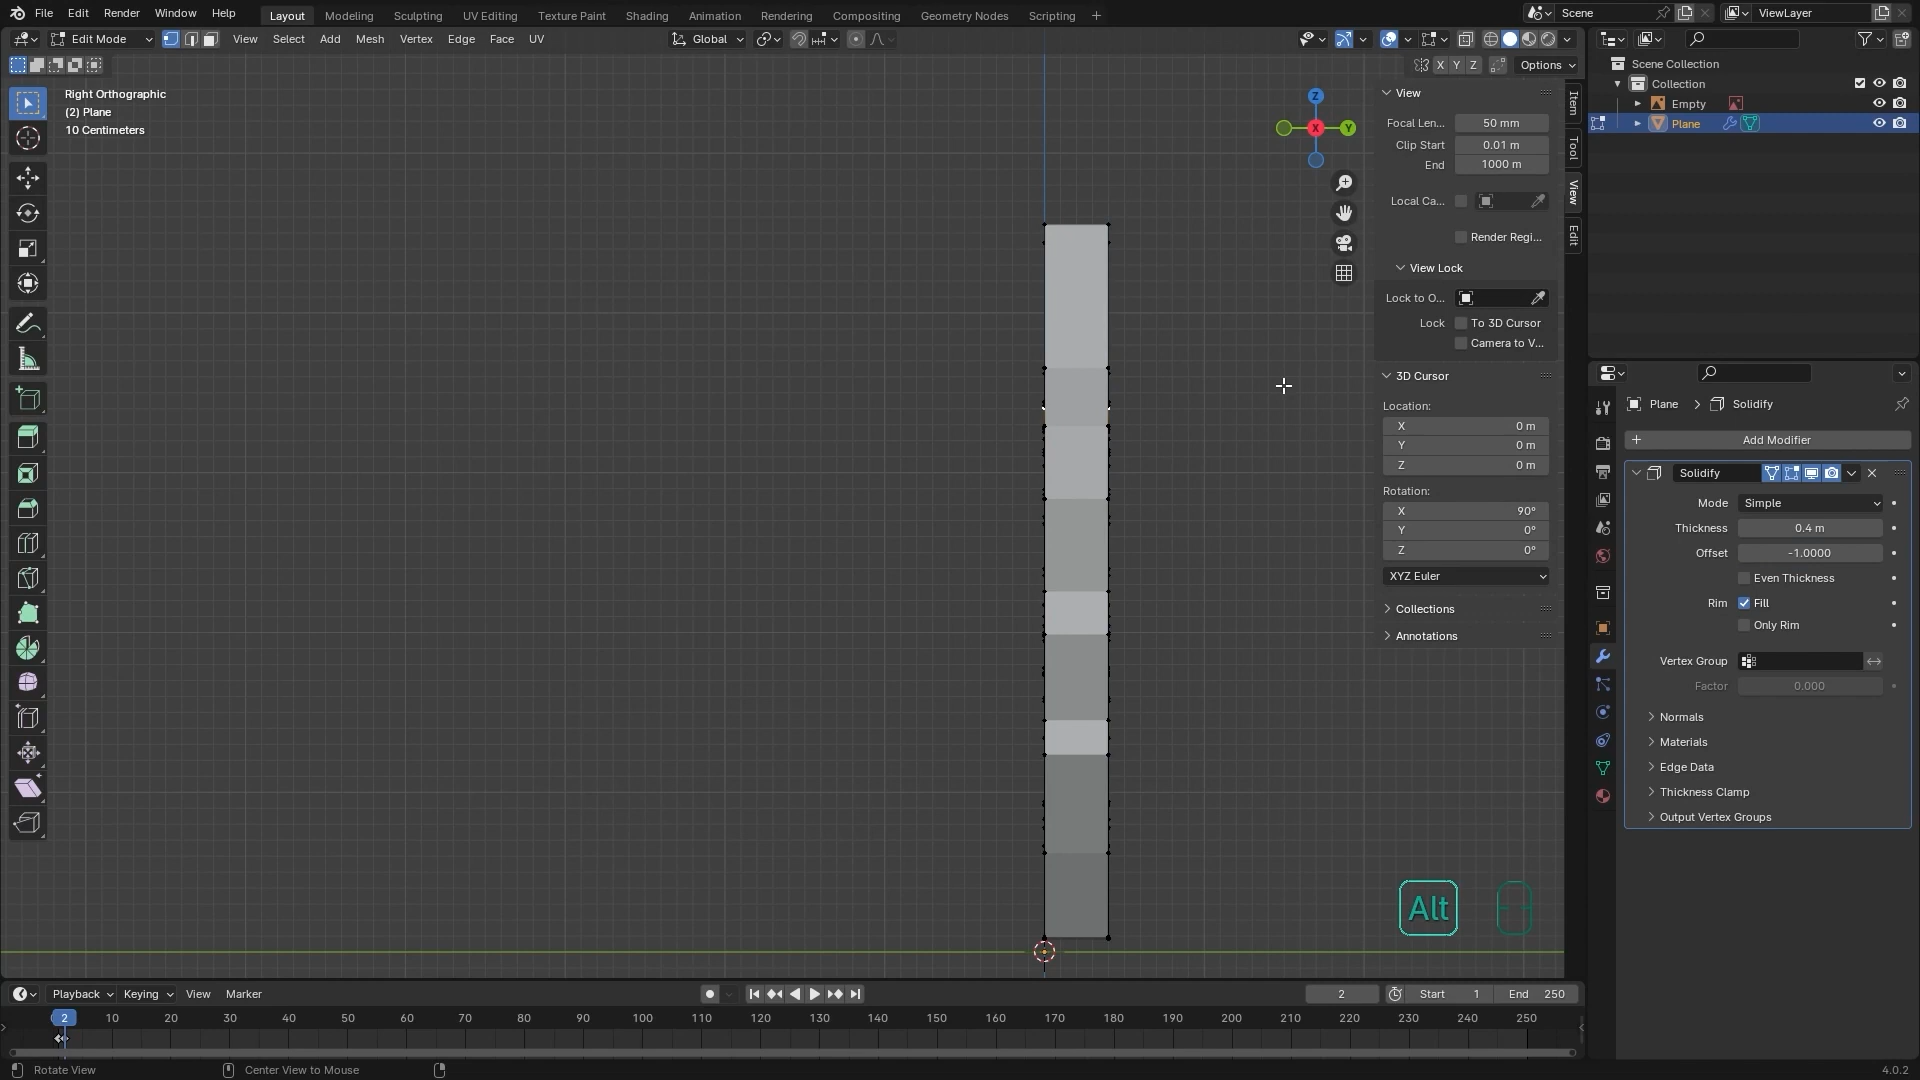 File Edit Render Window Help Layout Modeling Sculpting UV Editing Texture Paint Shading Animation Rendering Compositing Geometry Nodes Scripting + Scene ViewLayer
Edit Mode View Select Add Mesh Vertex Edge Face UV Global
X Y Z Options
Right Orthographic
(2) Plane
10 Centimeters
Z
X
Y
View
Focal Len... 50 mm
Clip Start 0.01 m
End 1000 m
Local Ca...
Render Regi...
View Lock
Lock to O...
Lock To 3D Cursor
Camera to V...
3D Cursor
Location:
X 0 m
Y 0 m
Z 0 m
Rotation:
X 90°
Y 0°
Z 0°
XYZ Euler
Collections
Annotations
Item
Tool
View
Edit
Scene Collection
Collection
Empty
Plane
Plane > Solidify
+ Add Modifier
Solidify
Mode Simple
Thickness 0.4 m
Offset -1.0000
Even Thickness
Rim Fill
Only Rim
Vertex Group
Factor 0.000
Normals
Materials
Edge Data
Thickness Clamp
Output Vertex Groups
Alt
Playback Keying View Marker 2 Start 1 End 250
2 10 20 30 40 50 60 70 80 90 100 110 120 130 140 150 160 170 180 190 200 210 220 230 240 250
Rotate View Center View to Mouse 4.0.2